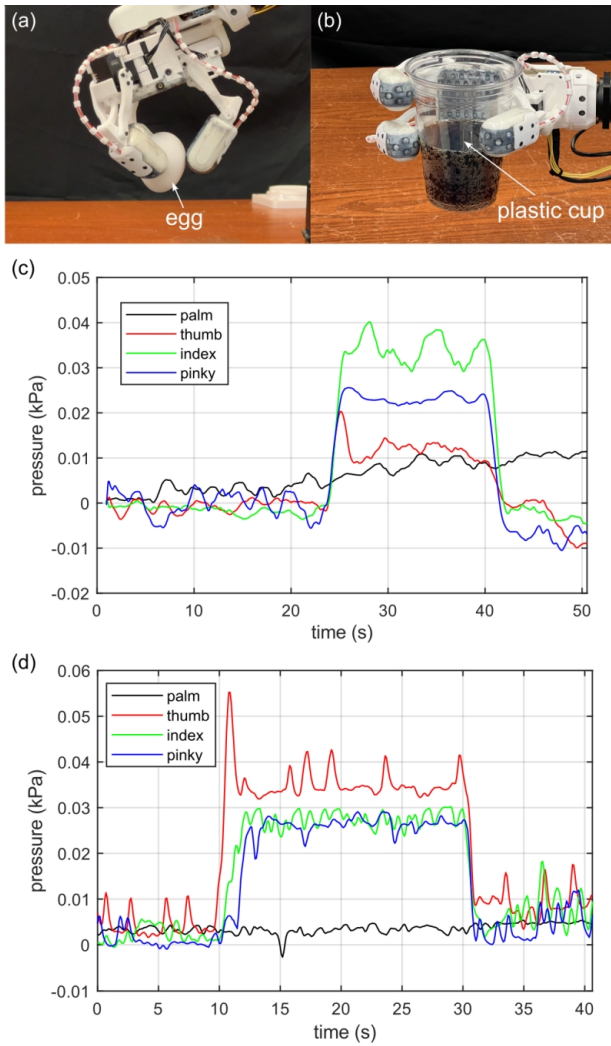 (a)
(b)
egg
plastic cup
(c)
0.05
0.04
0.03
0.02
0.01
0
-0.01
-0.02
pressure (kPa)
palm
thumb
index
pinky
0
10
20
30
40
50
time (s)
(d)
0.06
0.05
0.04
0.03
0.02
0.01
0
-0.01
pressure (kPa)
palm
thumb
index
pinky
0
5
10
15
20
25
30
35
40
time (s)